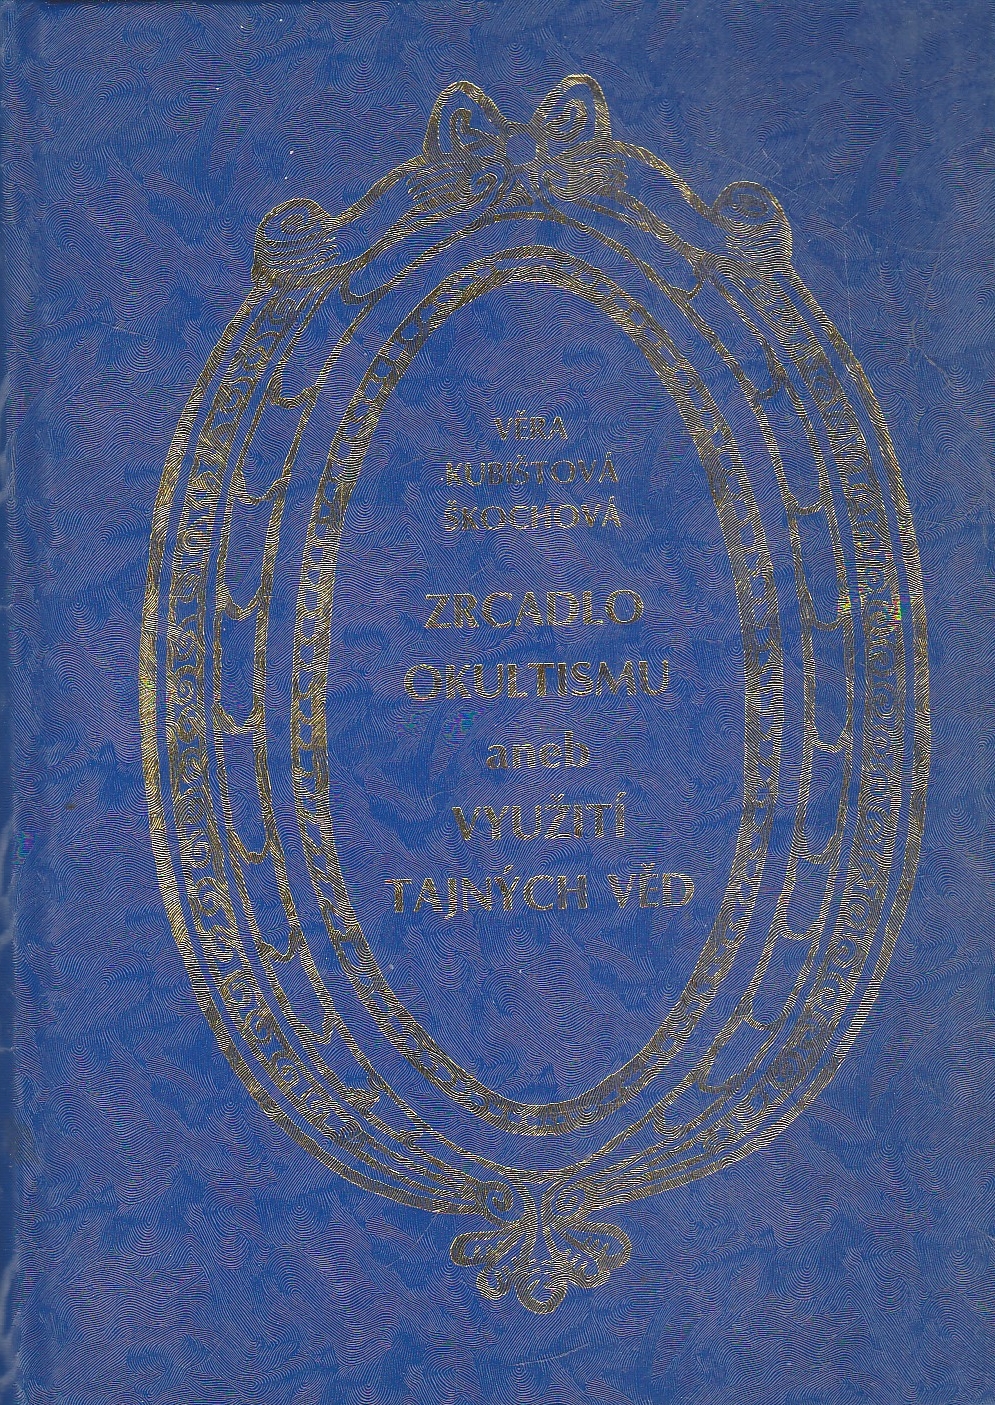 VĚRA
KUBIŠTOVÁ
ŠKOCHOVÁ
ZRCADLO
OKULTISMU
aneb
VYUŽITÍ
TAJNÝCH VĚD